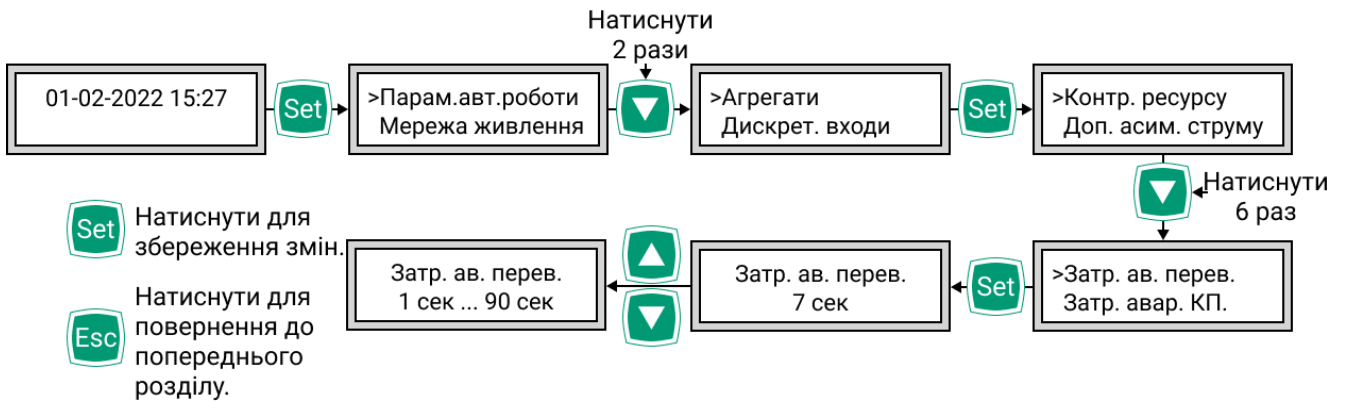 Натиснути
2 рази
01-02-2022 15:27
Set
>Парам.авт.роботи
Мережа живлення
>Агрегати
Дискрет. входи
Set
>Контр. ресурсу
Доп. асим. струму
Натиснути
6 раз
Set
Натиснути для
збереження змін.
Затр. ав. перев.
1 сек ... 90 сек
Затр. ав. перев.
7 сек
Set
>Затр. ав. перев.
Затр. авар. КП.
Esc
Натиснути для
повернення до
попереднього
розділу.